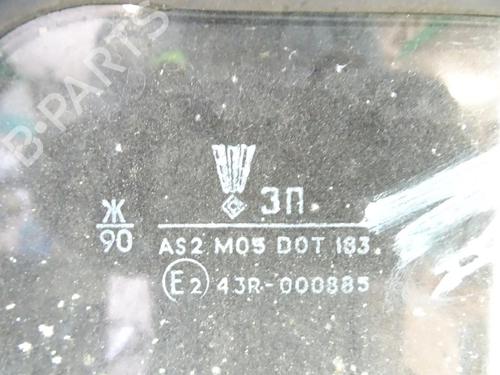 B-PARTS
ЗП
Ж
90
AS2 M05 DOT 183.
E2 43R-000885